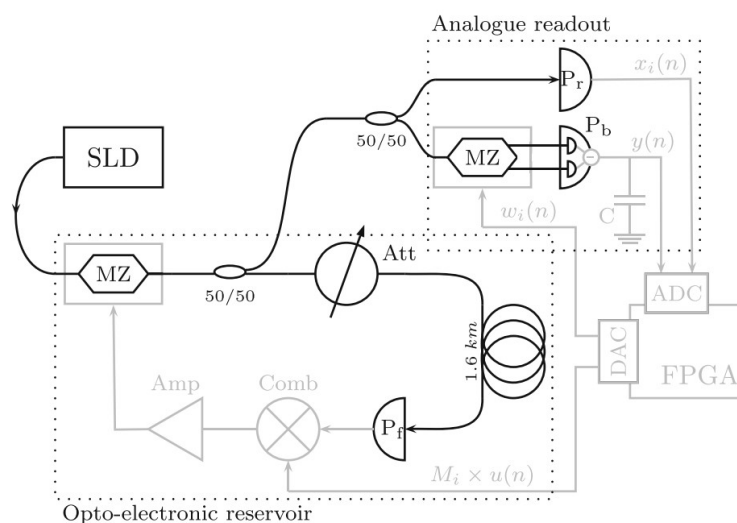 Analogue readout
P_r
x_i(n)
50/50
P_b
SLD
MZ
y(n)
w_i(n)
C
Att
MZ
50/50
ADC
1.6 km
DAC
FPGA
Amp
Comb
P_f
M_i × u(n)
Opto-electronic reservoir